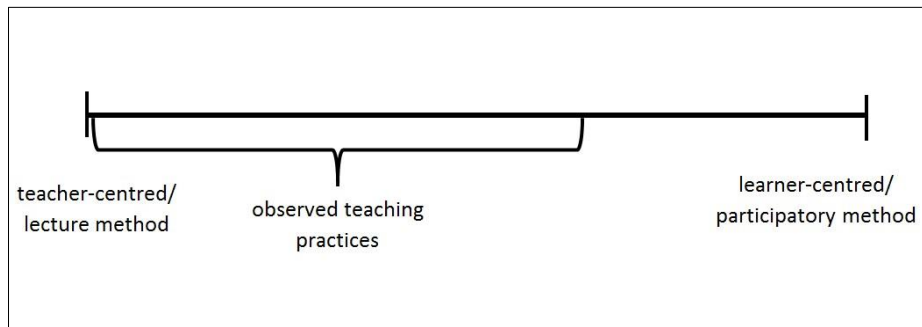 teacher-centred/
lecture method
observed teaching
practices
learner-centred/
participatory method